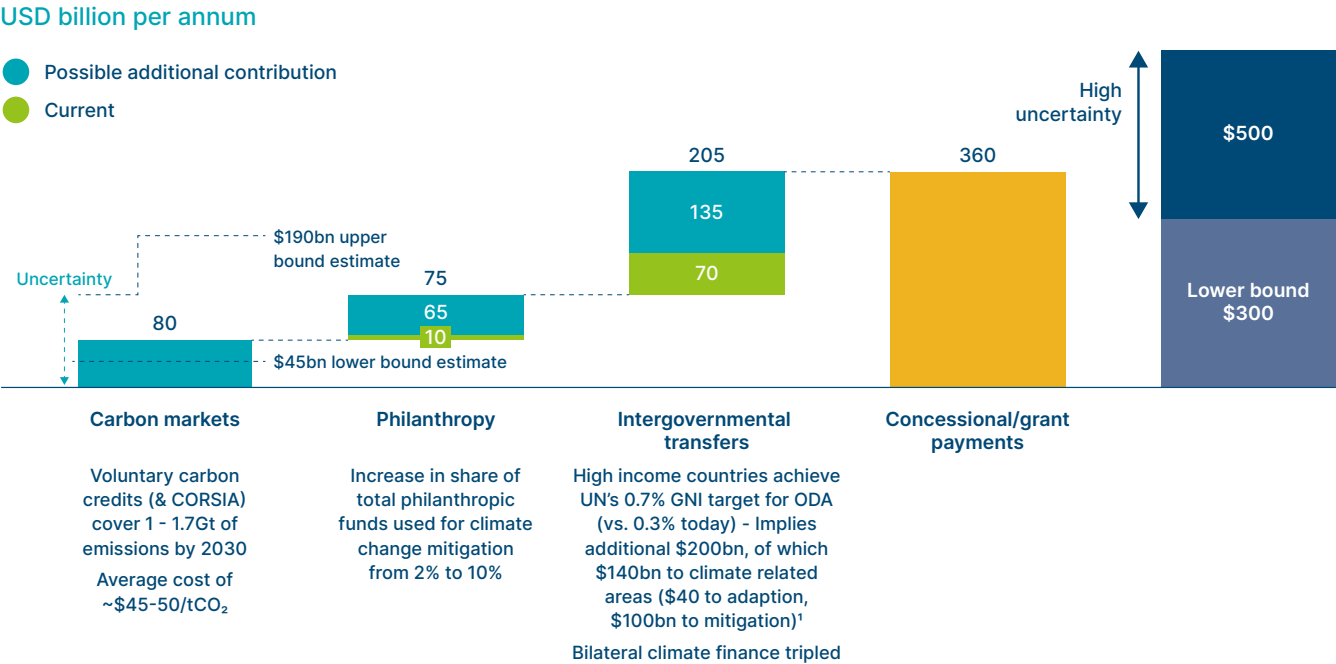 USD billion per annum
Possible additional contribution
Current
High
uncertainty
$500
Lower bound
$300
205
135
70
360
$190bn upper
bound estimate
Uncertainty
75
65
10
80
$45bn lower bound estimate
Carbon markets
Voluntary carbon
credits (& CORSIA)
cover 1 - 1.7Gt of
emissions by 2030
Average cost of
~$45-50/tCO₂
Philanthropy
Increase in share of
total philanthropic
funds used for climate
change mitigation
from 2% to 10%
Intergovernmental
transfers
High income countries achieve
UN's 0.7% GNI target for ODA
(vs. 0.3% today) - Implies
additional $200bn, of which
$140bn to climate related
areas ($40 to adaption,
$100bn to mitigation)¹
Bilateral climate finance tripled
Concessional/grant
payments